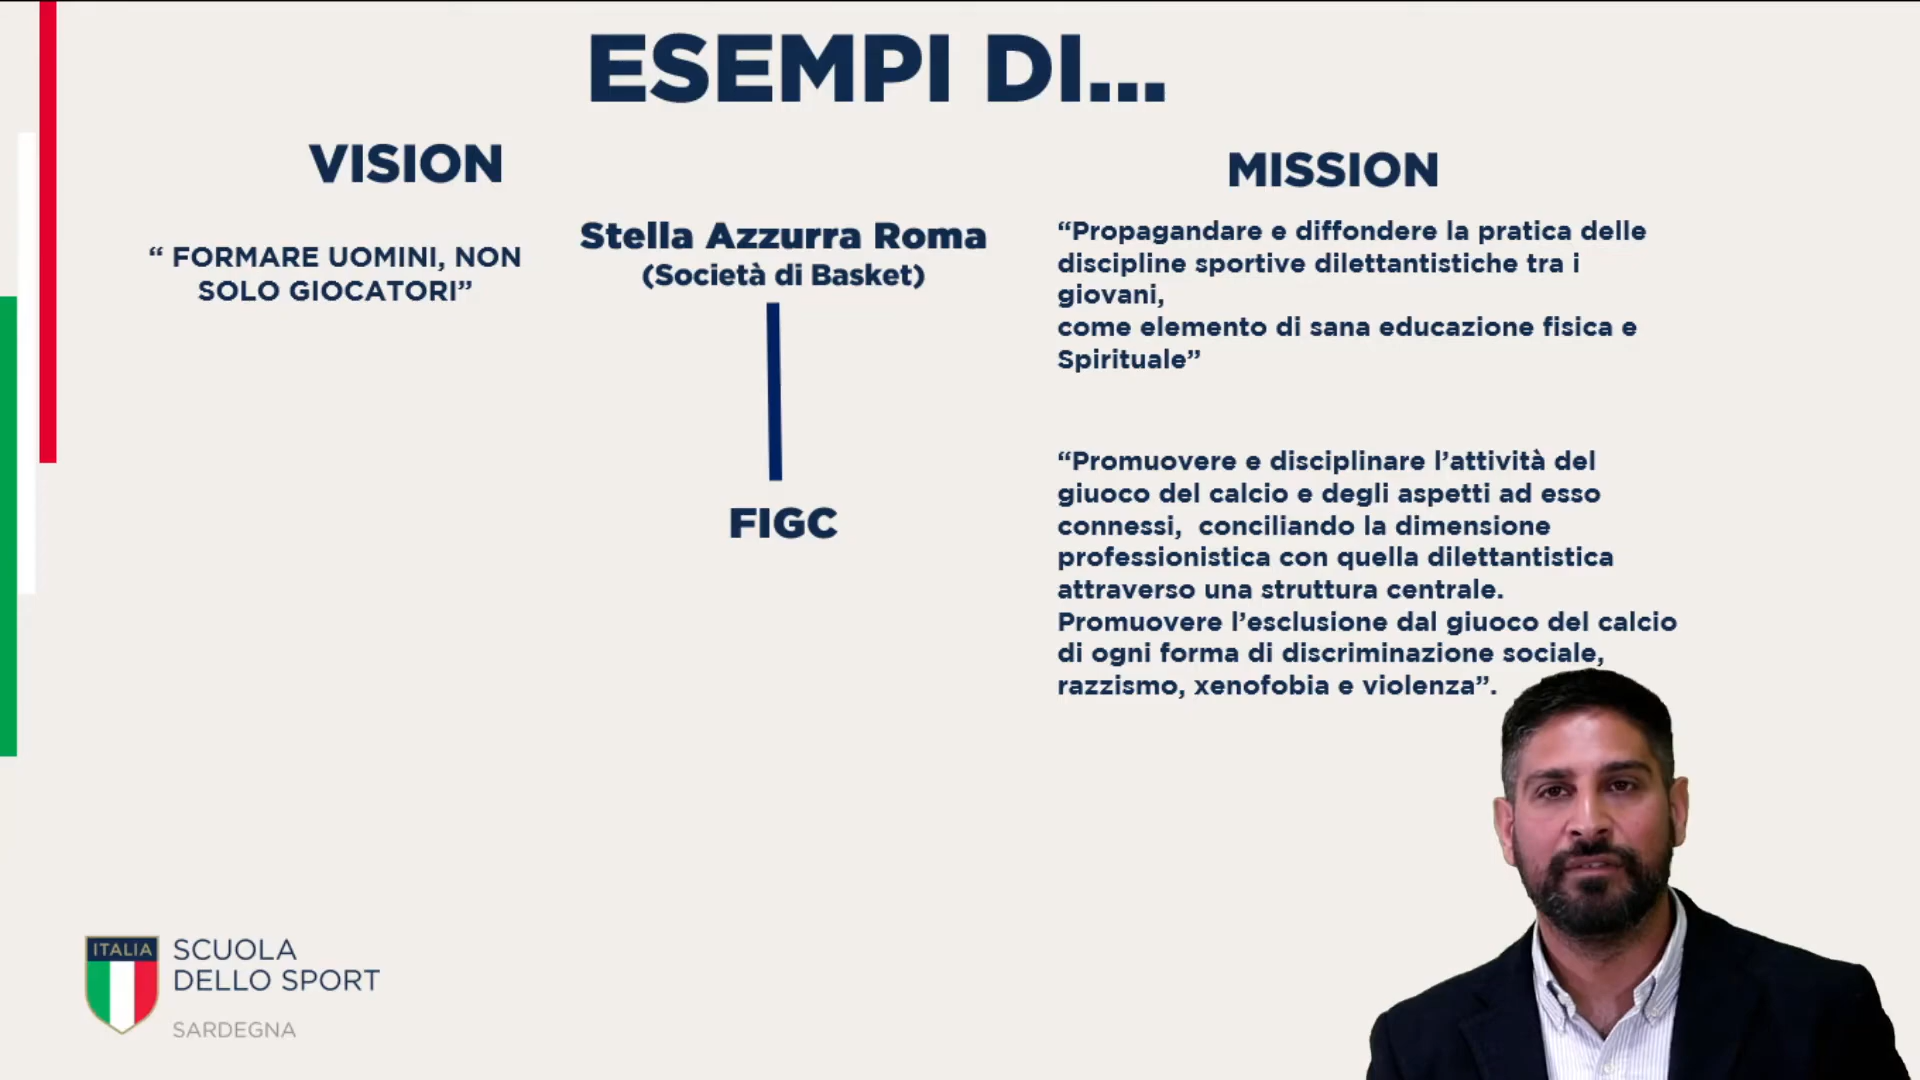 ESEMPI DI...
VISION
“ FORMARE UOMINI, NON
SOLO GIOCATORI”
Stella Azzurra Roma
(Società di Basket)
FIGC
MISSION
“Propagandare e diffondere la pratica delle
discipline sportive dilettantistiche tra i
giovani,
come elemento di sana educazione fisica e
Spirituale”
“Promuovere e disciplinare l’attività del
giuoco del calcio e degli aspetti ad esso
connessi,  conciliando la dimensione
professionistica con quella dilettantistica
attraverso una struttura centrale.
Promuovere l’esclusione dal giuoco del calcio
di ogni forma di discriminazione sociale,
razzismo, xenofobia e violenza”.
ITALIA
SCUOLA
DELLO SPORT
SARDEGNA